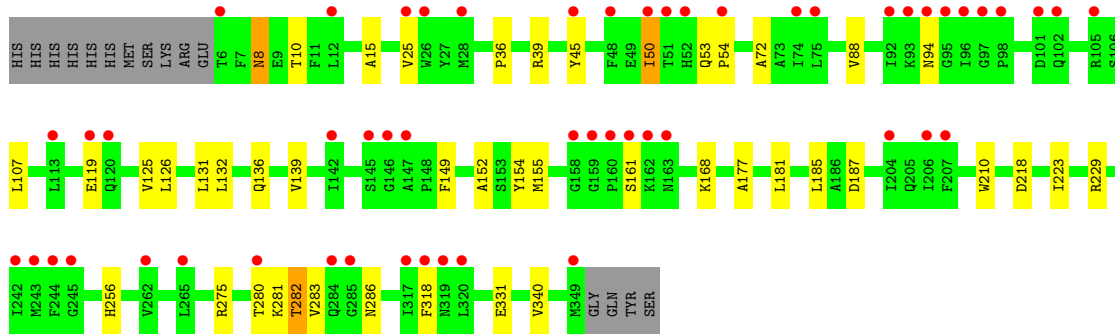 HIS HIS HIS HIS HIS HIS MET SER LYS ARG GLU T6 F7 N8 E9 T10 F11 L12 A15 V25 W26 Y27 M28 P36 R39 Y45 F48 E49 I50 T51 H52 Q53 P54 A72 A73 I74 L75 V88 I92 K93 N94 G95 I96 G97 P98 D101 Q102 R105 S106
L107 L113 E119 Q120 V125 L126 L131 L132 Q136 V139 I142 S145 G146 A147 P148 F149 A152 S153 Y154 M155 G158 G159 P160 S161 K162 N163 K168 A177 L181 L185 A186 D187 I204 Q205 I206 F207 W210 D218 I223 R229
I242 M243 F244 G245 H256 V262 L265 R275 T280 K281 T282 V283 Q284 G285 N286 I317 F318 N319 L320 E331 V340 M349 GLY GLN TYR SER